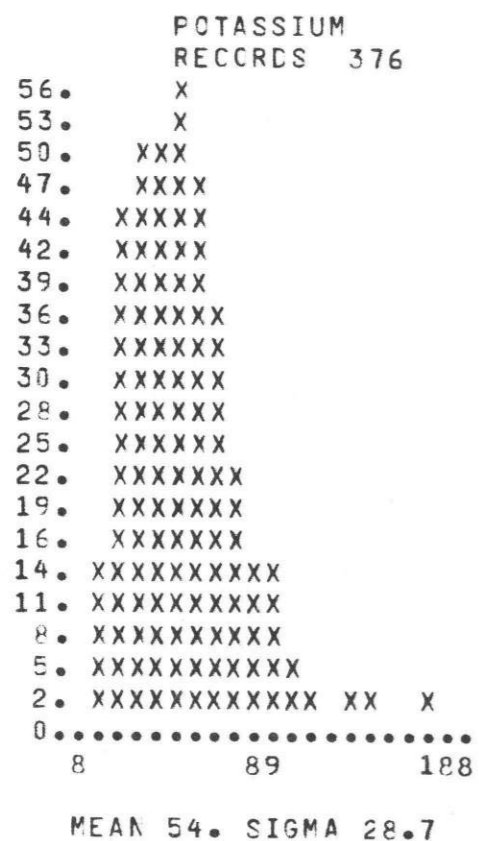 POTASSIUM
RECORDS 376
56. X
53. X
50. XXX
47. XXXX
44. XXXXX
42. XXXXX
39. XXXXX
36. XXXXXX
33. XXXXXX
30. XXXXXX
28. XXXXXX
25. XXXXXX
22. XXXXXXX
19. XXXXXXX
16. XXXXXXX
14. XXXXXXXXXX
11. XXXXXXXXXX
8. XXXXXXXXXX
5. XXXXXXXXXXX
2. XXXXXXXXXXXX XX X
0......................
8 89 188
MEAN 54. SIGMA 28.7